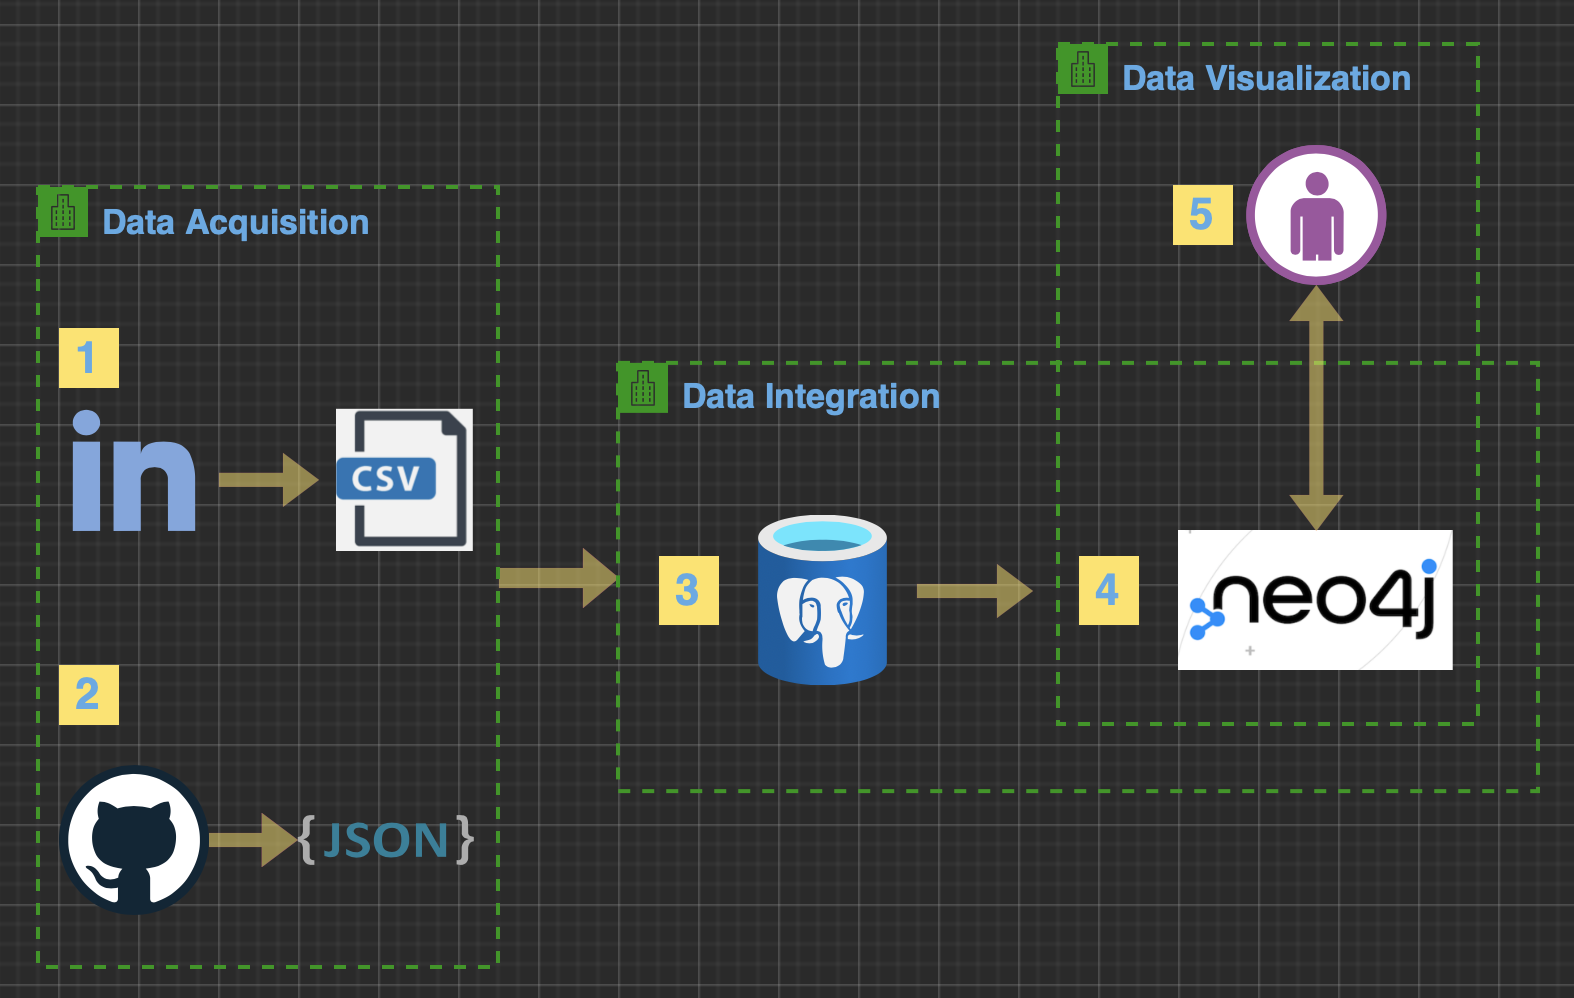 Data Visualization
5
Data Acquisition
1
in
CSV
Data Integration
3
4
neo4j
2
{ JSON }